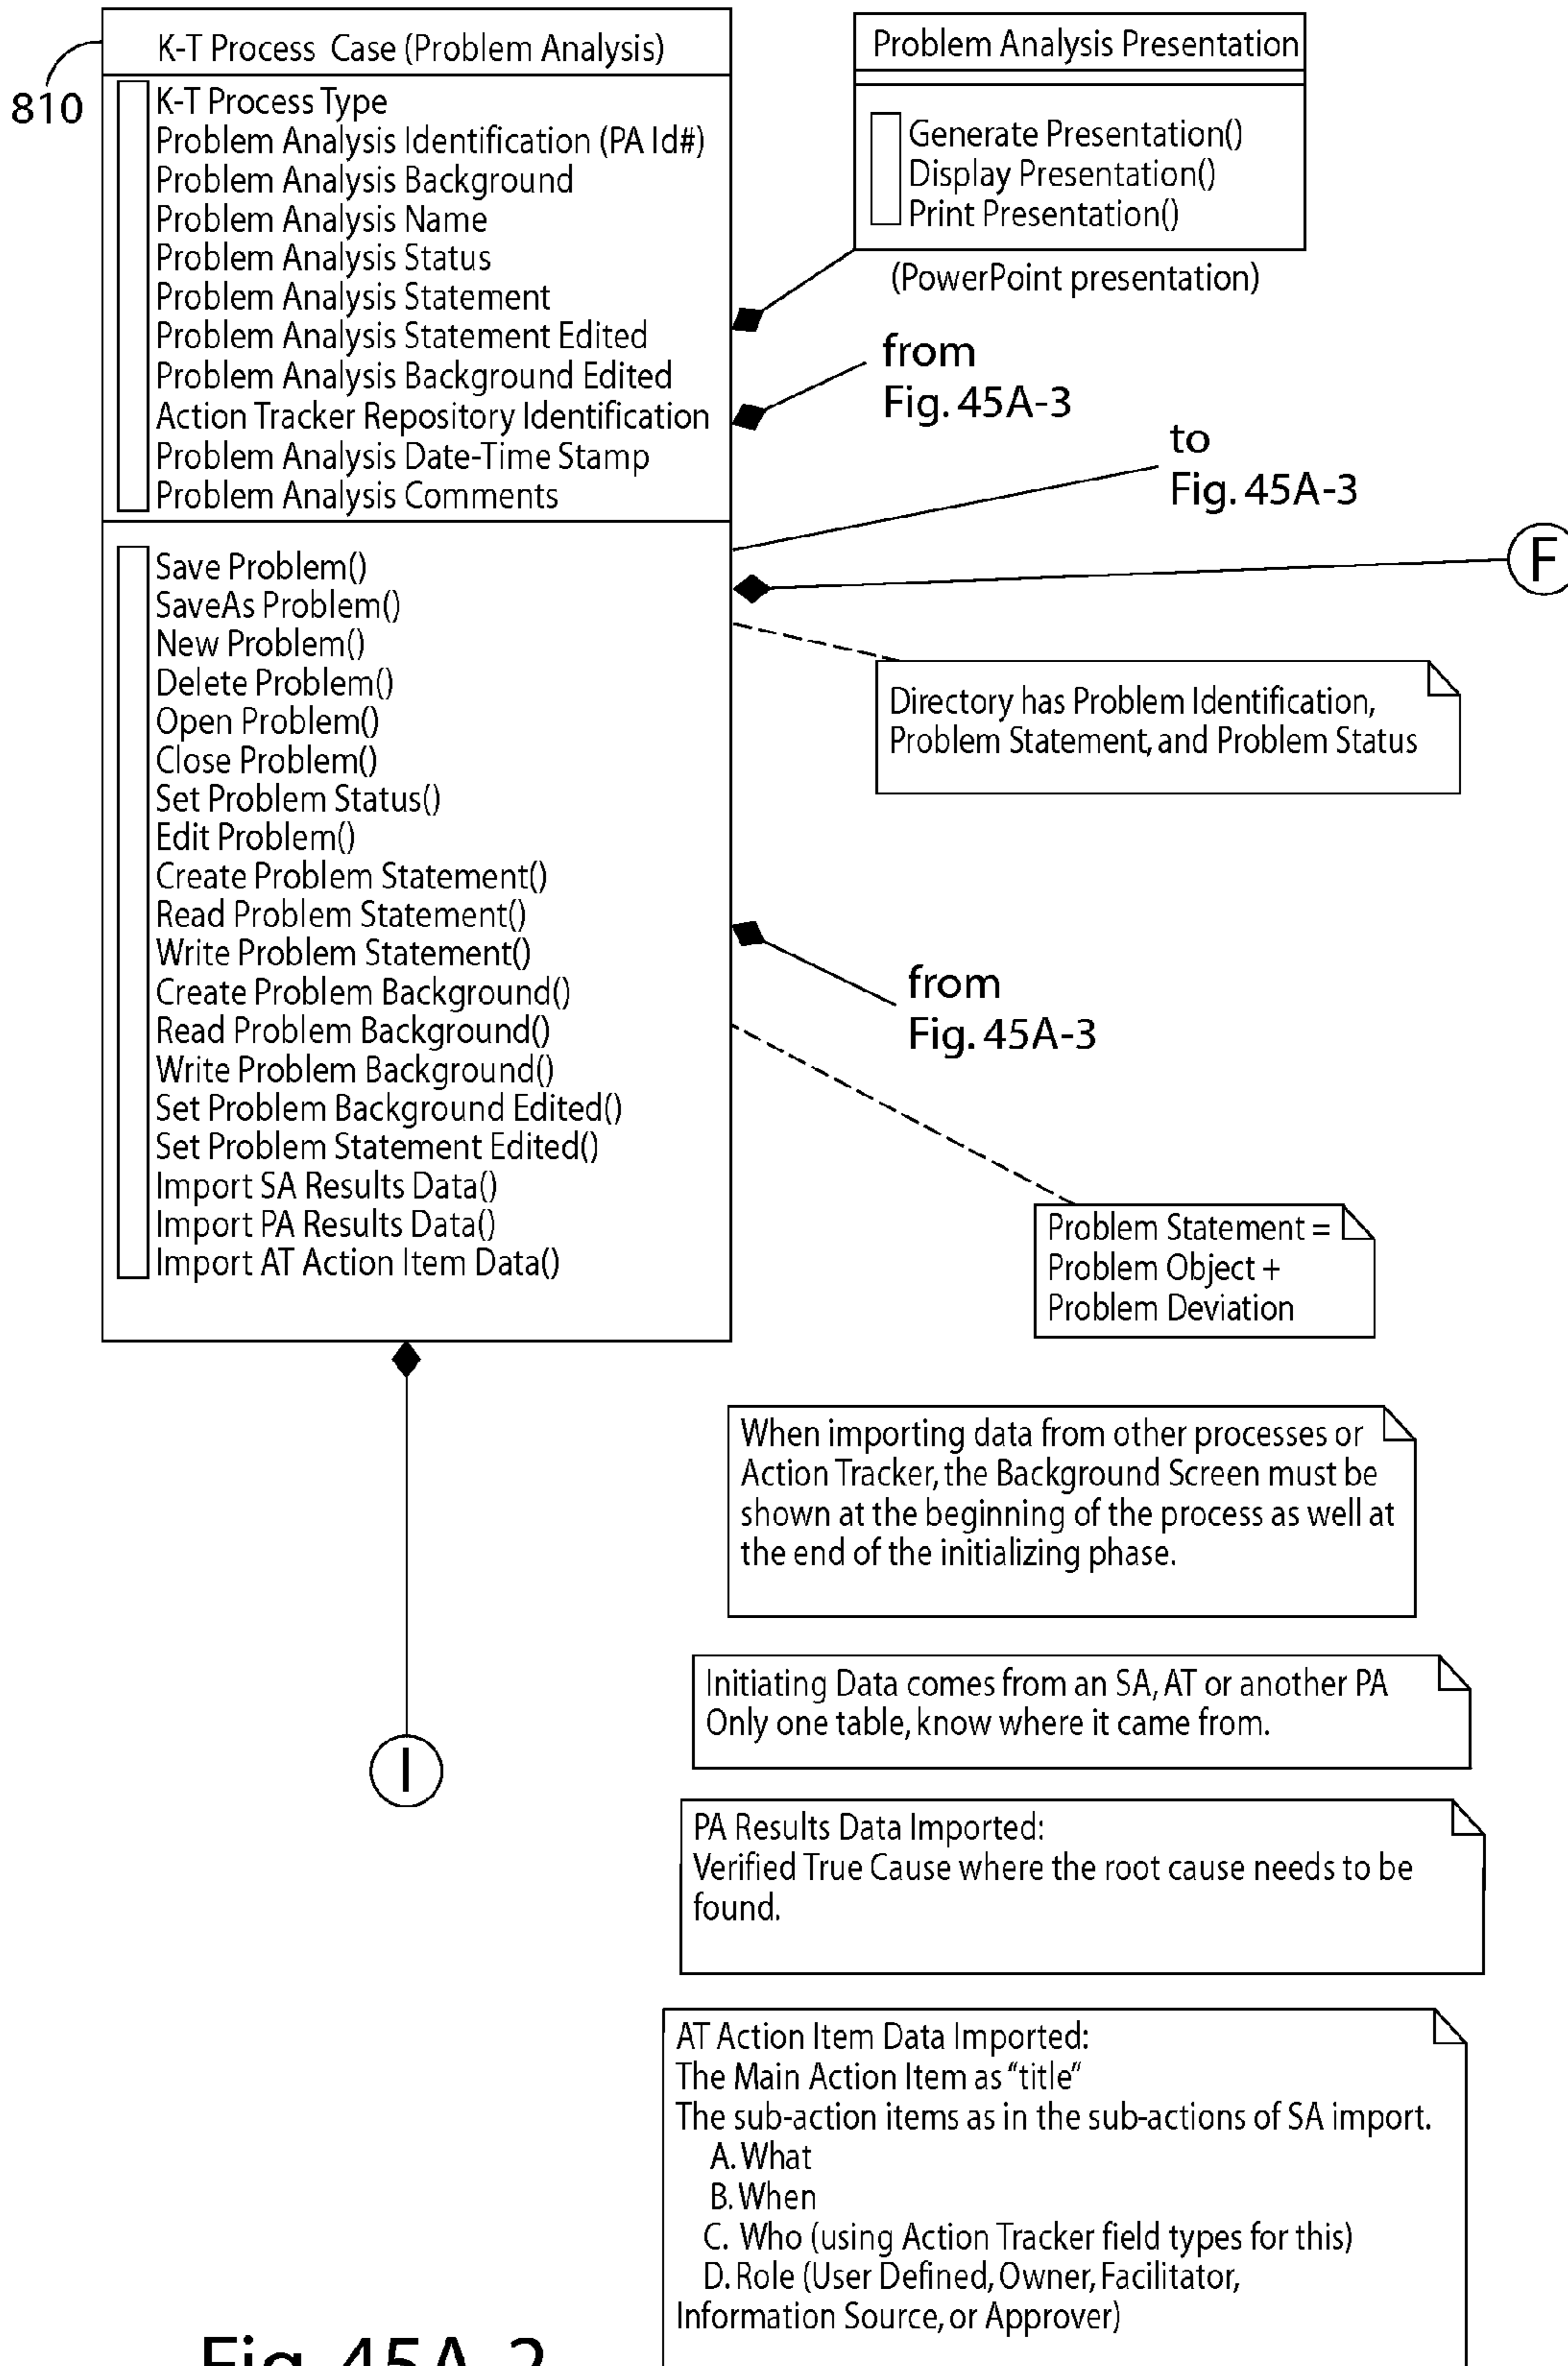 K-T Process Case (Problem Analysis)
810
K-T Process Type
Problem Analysis Identification (PA Id#)
Problem Analysis Background
Problem Analysis Name
Problem Analysis Status
Problem Analysis Statement
Problem Analysis Statement Edited
Problem Analysis Background Edited
Action Tracker Repository Identification
Problem Analysis Date-Time Stamp
Problem Analysis Comments
Save Problem()
SaveAs Problem()
New Problem()
Delete Problem()
Open Problem()
Close Problem()
Set Problem Status()
Edit Problem()
Create Problem Statement()
Read Problem Statement()
Write Problem Statement()
Create Problem Background()
Read Problem Background()
Write Problem Background()
Set Problem Background Edited()
Set Problem Statement Edited()
Import SA Results Data()
Import PA Results Data()
Import AT Action Item Data()
Problem Analysis Presentation
Generate Presentation()
Display Presentation()
Print Presentation()
(PowerPoint presentation)
from
Fig. 45A-3
to
Fig. 45A-3
F
Directory has Problem Identification,
Problem Statement, and Problem Status
from
Fig. 45A-3
Problem Statement =
Problem Object +
Problem Deviation
I
When importing data from other processes or
Action Tracker, the Background Screen must be
shown at the beginning of the process as well at
the end of the initializing phase.
Initiating Data comes from an SA, AT or another PA
Only one table, know where it came from.
PA Results Data Imported:
Verified True Cause where the root cause needs to be
found.
AT Action Item Data Imported:
The Main Action Item as “title”
The sub-action items as in the sub-actions of SA import.
A. What
B. When
C. Who (using Action Tracker field types for this)
D. Role (User Defined, Owner, Facilitator,
Information Source, or Approver)
Fig. 45A-2